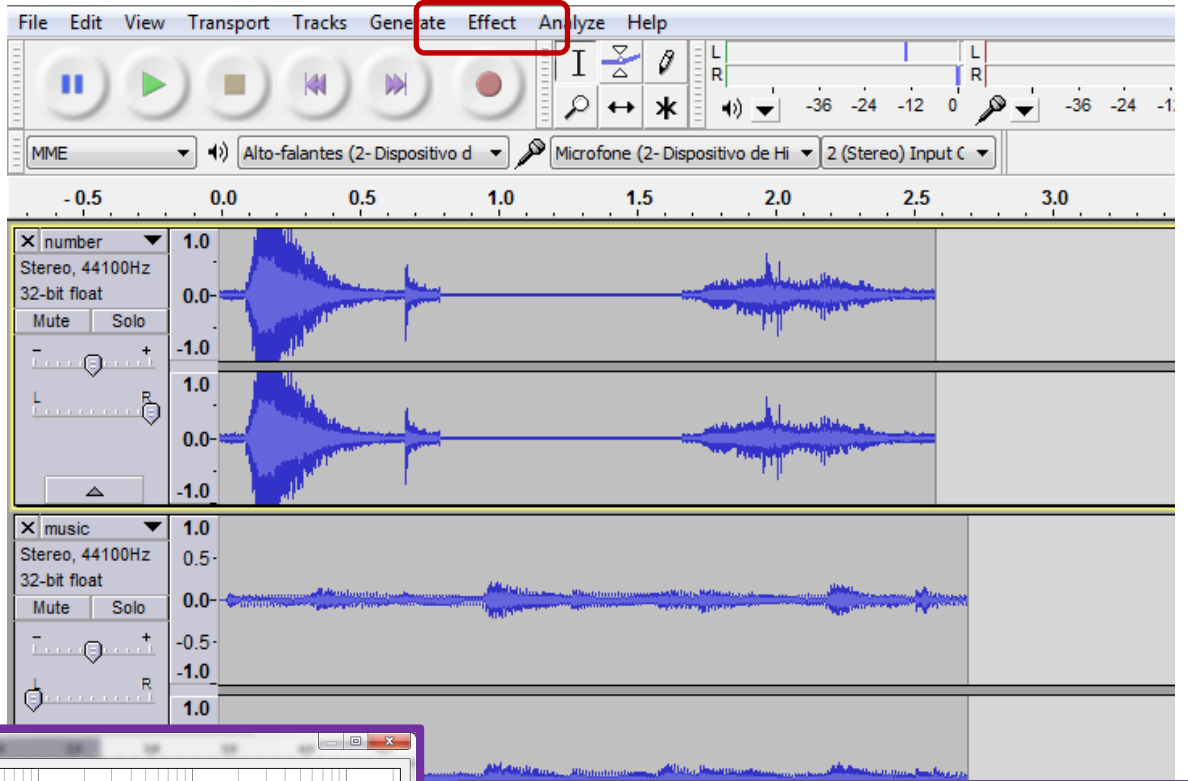 File Edit View Transport Tracks Generate Effect Analyze Help
L
R
-36 -24 -12 0
L
R
-36 -24 -1
MME
Alto-falantes (2- Dispositivo d
Microfone (2- Dispositivo de Hi
2 (Stereo) Input C
- 0.5 0.0 0.5 1.0 1.5 2.0 2.5 3.0
number
Stereo, 44100Hz
32-bit float
Mute Solo
- +
L R
1.0
0.0-
-1.0
1.0
0.0-
-1.0
music
Stereo, 44100Hz
32-bit float
Mute Solo
- +
L R
1.0
0.5-
0.0-
-0.5-
-1.0
1.0